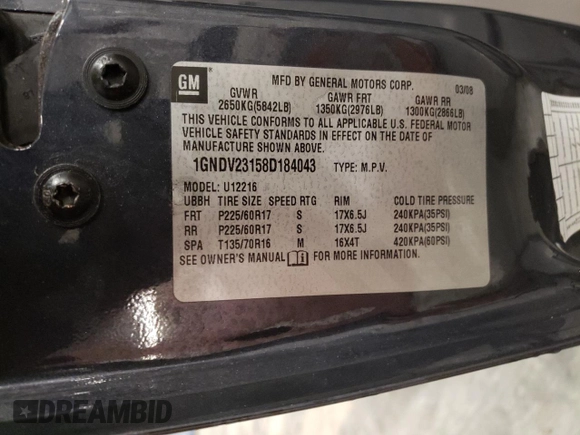 GM
MFD BY GENERAL MOTORS CORP.
03/08
GVWR GAWR FRT GAWR RR
2650KG(5842LB) 1350KG(2976LB) 1300KG(2866LB)
THIS VEHICLE CONFORMS TO ALL APPLICABLE U.S. FEDERAL MOTOR
VEHICLE SAFETY STANDARDS IN EFFECT ON THE DATE OF
MANUFACTURE SHOWN ABOVE.
1GNDV23158D184043 TYPE: M.P.V.
MODEL: U12216
UBBH TIRE SIZE SPEED RTG RIM COLD TIRE PRESSURE
FRT P225/60R17 S 17X6.5J 240KPA(35PSI)
RR P225/60R17 S 17X6.5J 240KPA(35PSI)
SPA T135/70R16 M 16X4T 420KPA(60PSI)
SEE OWNER'S MANUAL FOR MORE INFORMATION.
DREAMBID